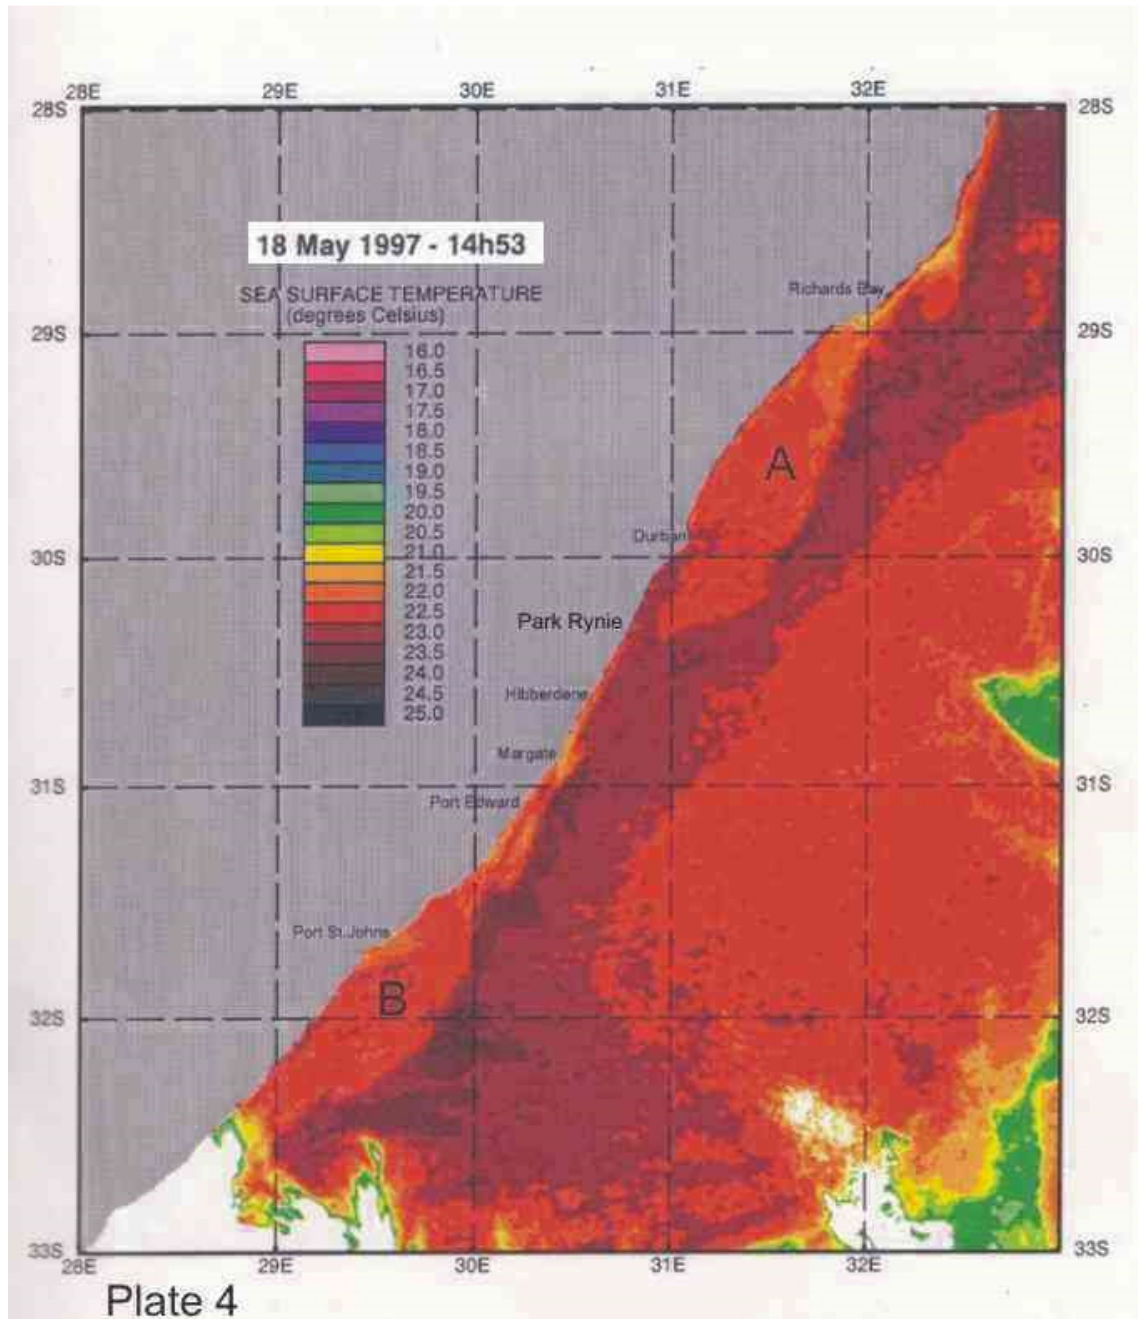 28E 29E 30E 31E 32E
28S 28S
18 May 1997 - 14h53
SEA SURFACE TEMPERATURE
(degrees Celsius)
Richards Bay
29S 29S
16.0
16.5
17.0
17.5
18.0
18.5
19.0
19.5
20.0
20.5
21.0
21.5
22.0
22.5
23.0
23.5
24.0
24.5
25.0
A
Durban
30S 30S
Park Rynie
Hibberdene
Margate
31S 31S
Port Edward
Port St.Johns
B
32S 32S
33S 33S
28E 29E 30E 31E 32E
Plate 4